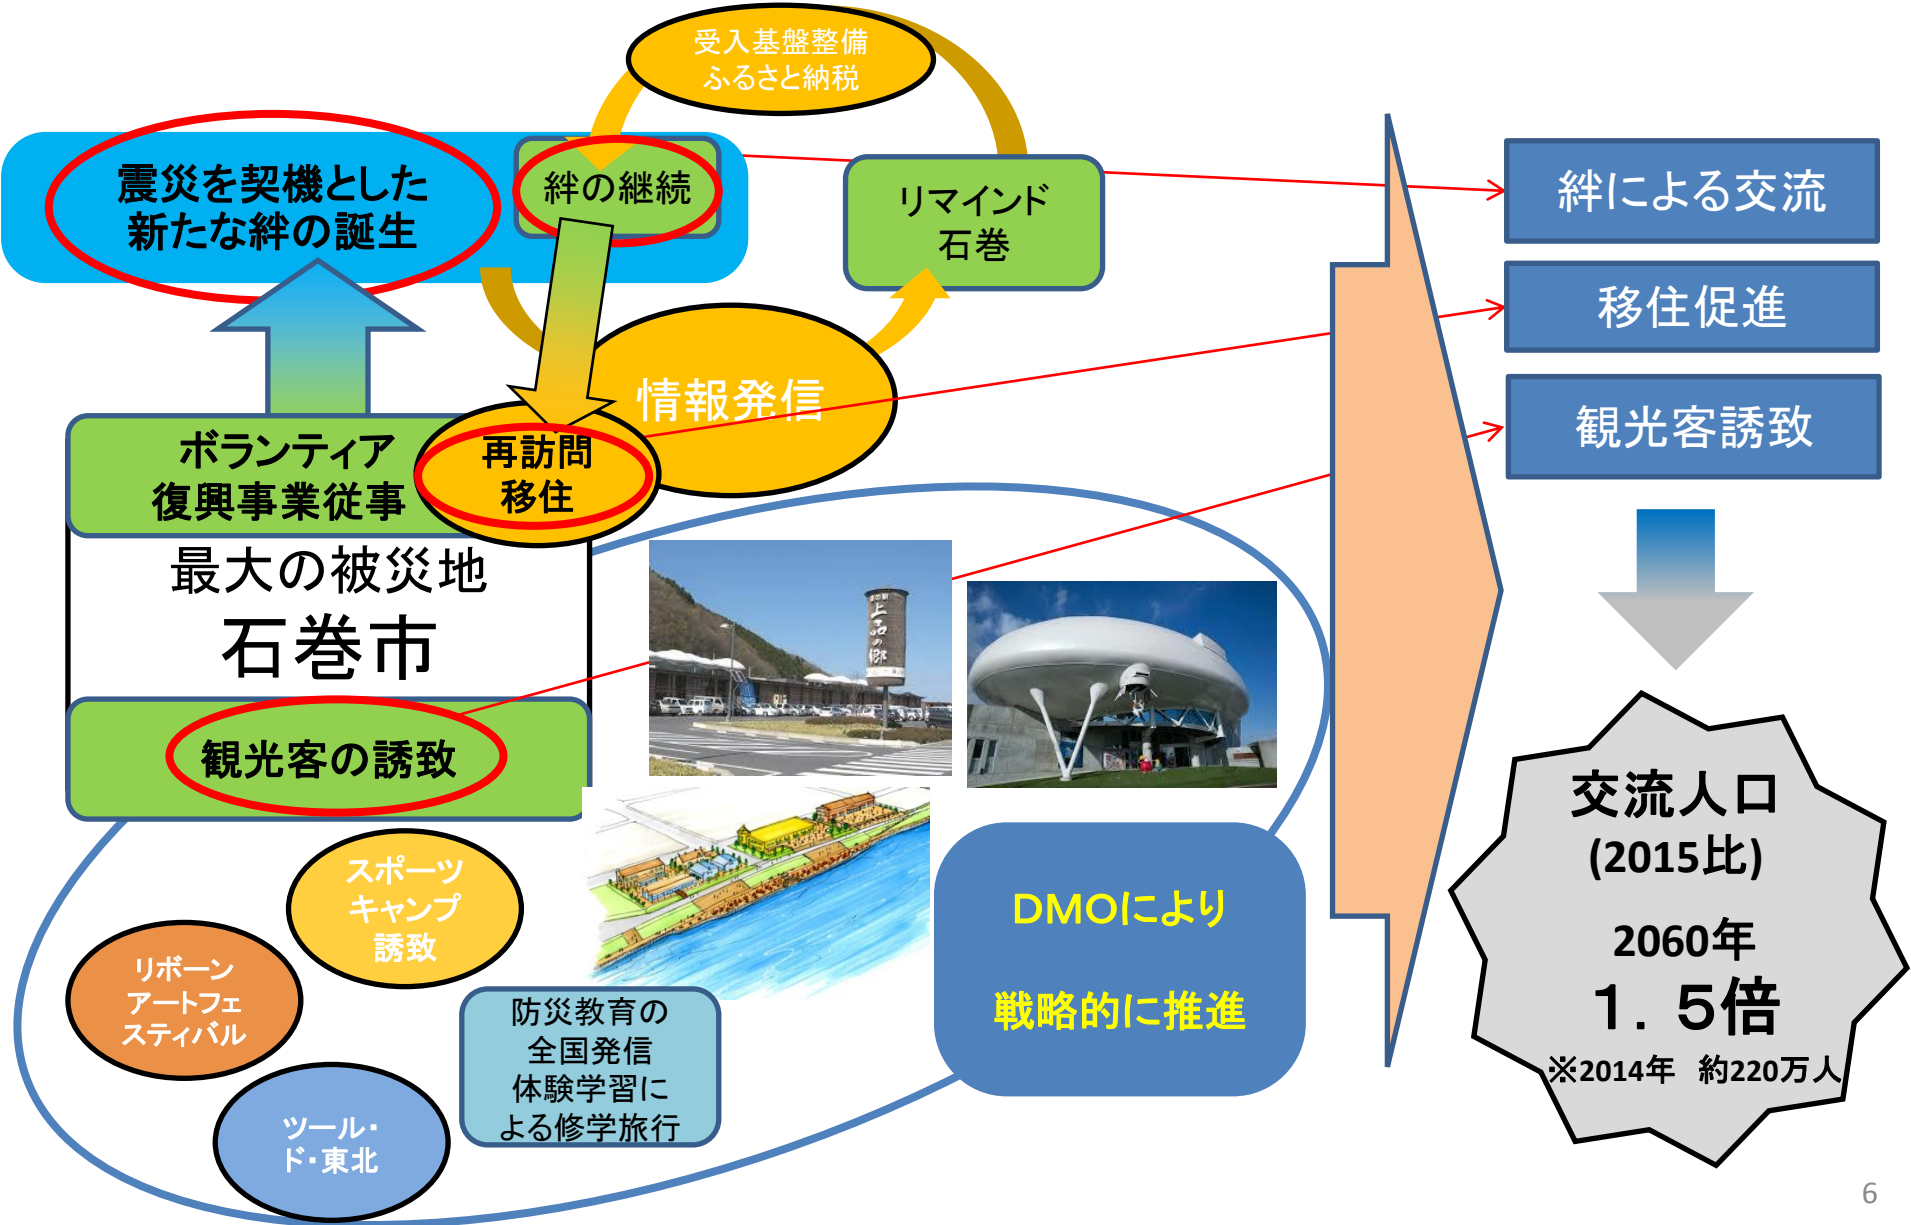 受入基盤整備
ふるさと納税
震災を契機とした
新たな絆の誕生
絆の継続
リマインド
石巻
情報発信
ボランティア
復興事業従事
再訪問
移住
最大の被災地
石巻市
観光客の誘致
上品の郷
スポーツ
キャンプ
誘致
リボーン
アートフェ
スティバル
ツール・
ド・東北
防災教育の
全国発信
体験学習に
よる修学旅行
DMOにより
戦略的に推進
絆による交流
移住促進
観光客誘致
交流人口
(2015比)
2060年
１．５倍
※2014年　約220万人
6